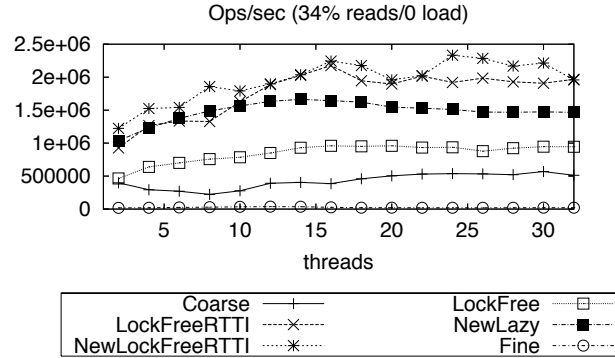 Ops/sec (34% reads/0 load)
2.5e+06
2e+06
1.5e+06
1e+06
500000
0
5 10 15 20 25 30
threads
Coarse LockFree
LockFreeRTTI NewLazy
NewLockFreeRTTI Fine